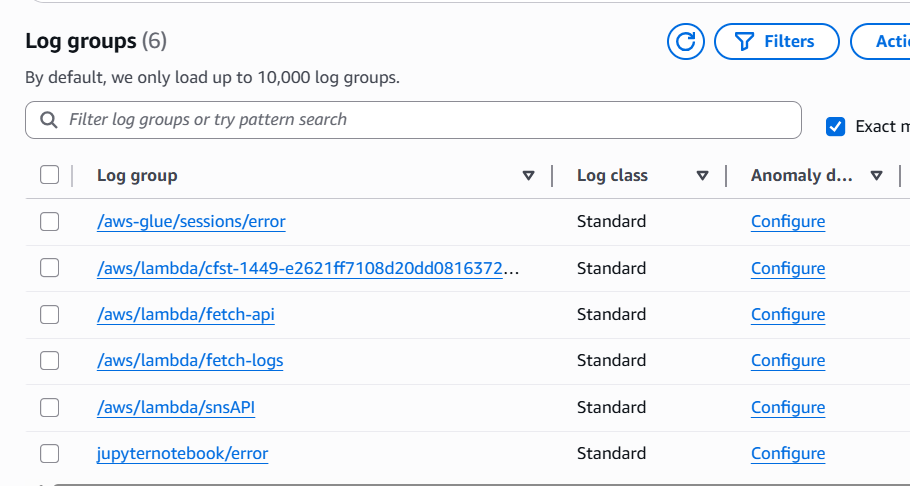 Log groups (6)
Filters
Actio
By default, we only load up to 10,000 log groups.
Filter log groups or try pattern search
Exact m
Log group Log class Anomaly d...
/aws-glue/sessions/error Standard Configure
/aws/lambda/cfst-1449-e2621ff7108d20dd0816372... Standard Configure
/aws/lambda/fetch-api Standard Configure
/aws/lambda/fetch-logs Standard Configure
/aws/lambda/snsAPI Standard Configure
jupyternotebook/error Standard Configure